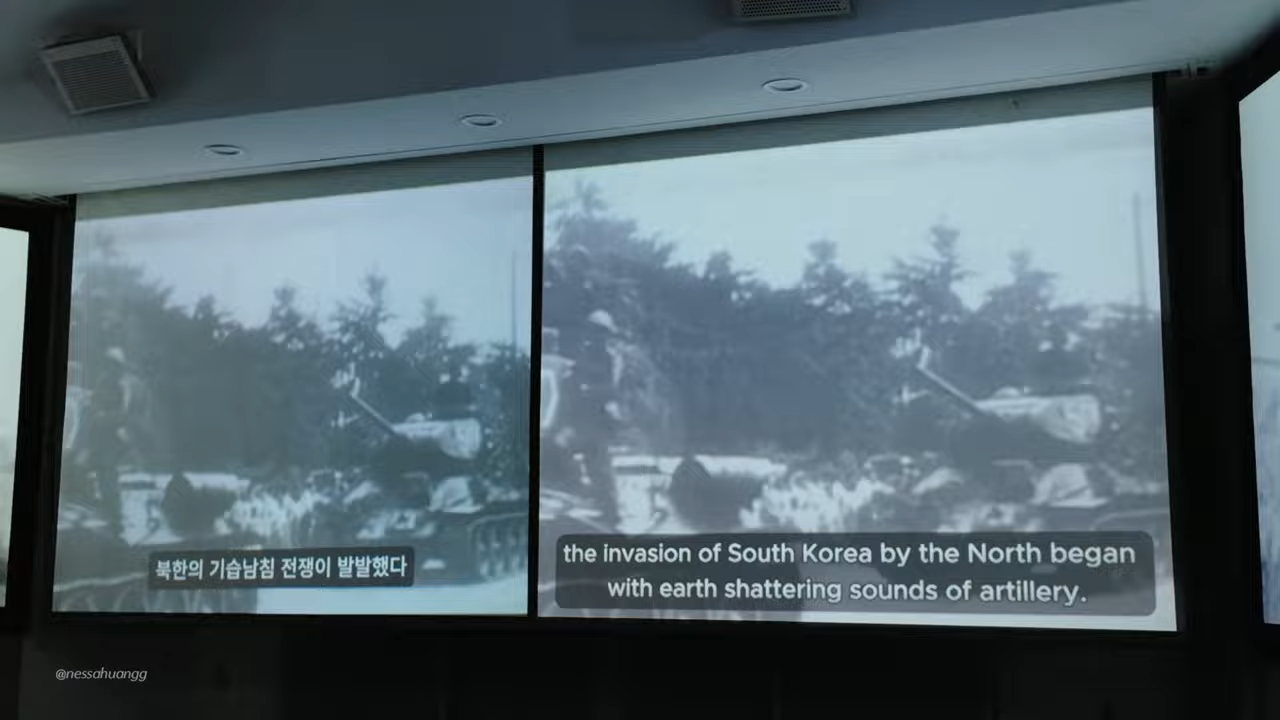 북한의 기습남침 전쟁이 발발했다
the invasion of South Korea by the North began
with earth shattering sounds of artillery.
@nessahuangg